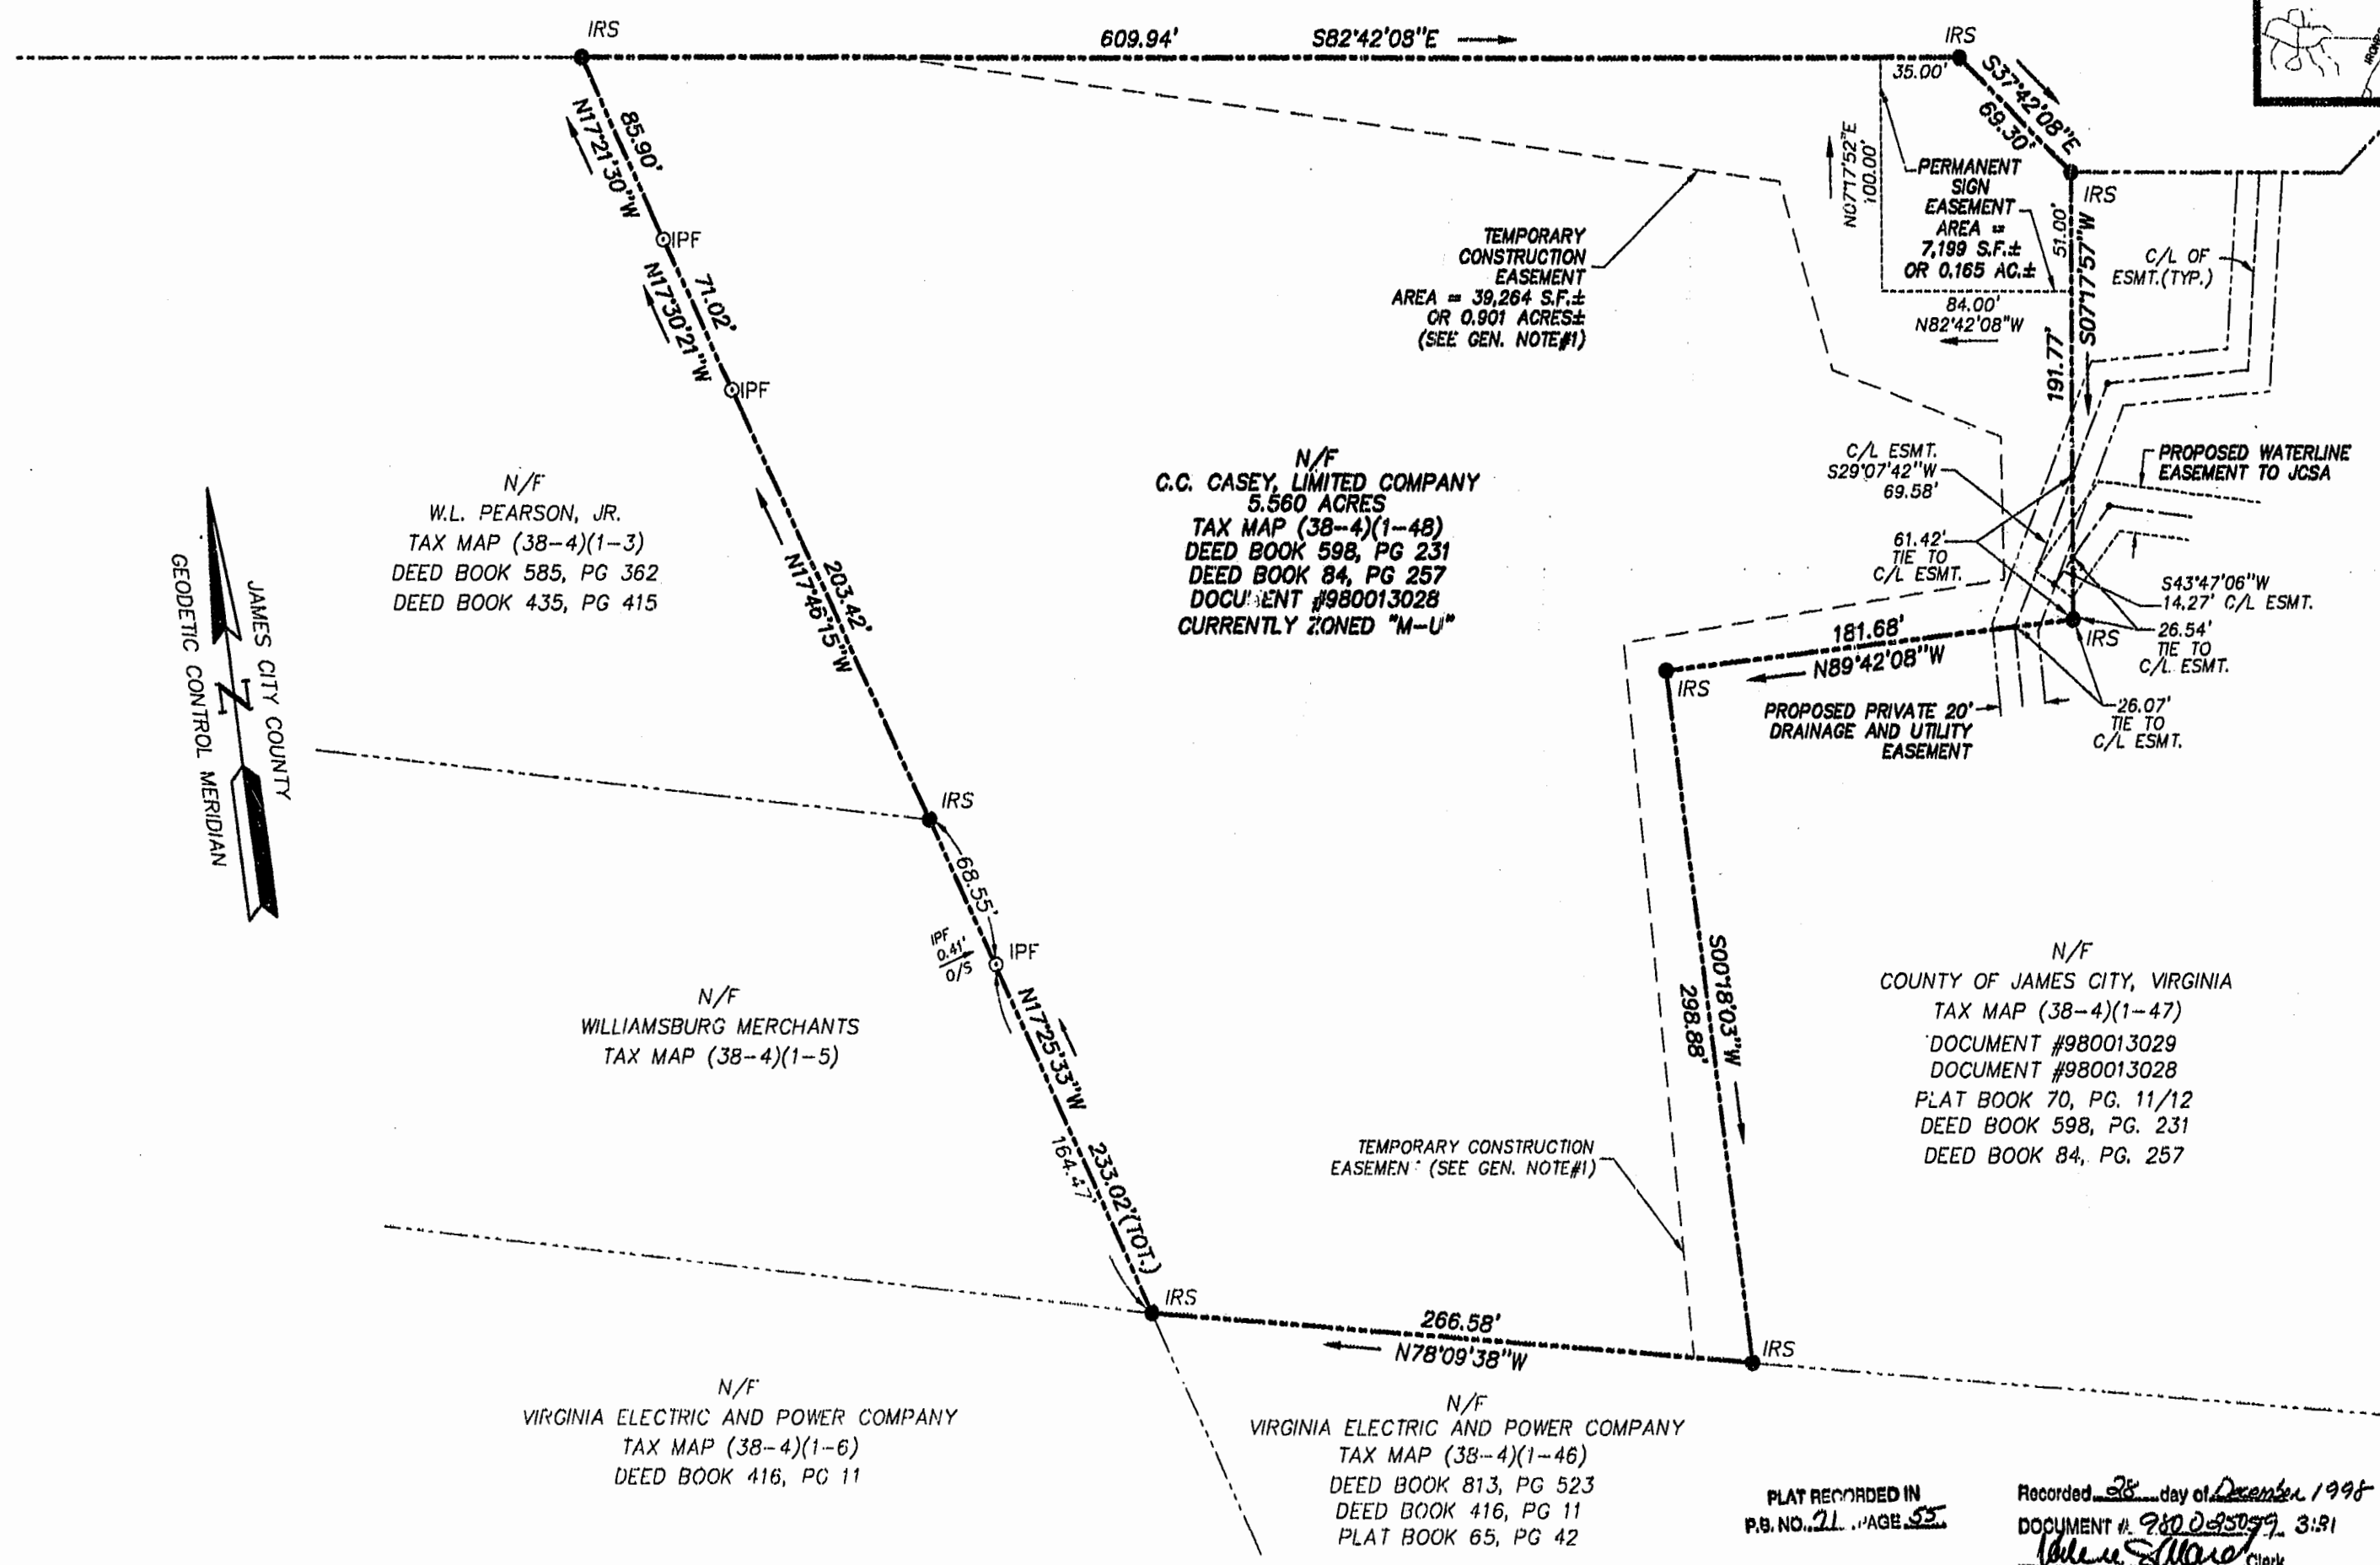 IRS
609.94' S82°42'08"E
IRS
35.00'
S37°42'08"E
69.30'
IRS
85.90'
N17°21'30"W
IPF
71.02'
N17°30'21"W
IPF
N07°17'52"E
100.00'
PERMANENT
SIGN
EASEMENT
AREA =
7,199 S.F.±
OR 0.165 AC.±
51.00'
S07°17'57"W
191.77'
84.00'
N82°42'08"W
C/L OF
ESMT.(TYP.)
TEMPORARY
CONSTRUCTION
EASEMENT
AREA = 39,264 S.F.±
OR 0.901 ACRES±
(SEE GEN. NOTE#1)
N/F
W.L. PEARSON, JR.
TAX MAP (38-4)(1-3)
DEED BOOK 585, PG 362
DEED BOOK 435, PG 415
JAMES CITY COUNTY
GEODETIC CONTROL MERIDIAN
203.42'
N17°46'15"W
N/F
C.C. CASEY, LIMITED COMPANY
5.560 ACRES
TAX MAP (38-4)(1-48)
DEED BOOK 598, PG 231
DEED BOOK 84, PG 257
DOCU ENT #980013028
CURRENTLY ZONED "M-U"
C/L ESMT.
S29°07'42"W
69.58'
PROPOSED WATERLINE
EASEMENT TO JCSA
61.42'
TIE TO
C/L ESMT.
S43°47'06"W
14.27' C/L ESMT.
26.54'
TIE TO
C/L ESMT.
IRS
181.68'
N89°42'08"W
IRS
26.07'
TIE TO
C/L ESMT.
PROPOSED PRIVATE 20'
DRAINAGE AND UTILITY
EASEMENT
IRS
68.55'
IPF
0.41'
O/S
IPF
N17°25'33"W
233.02'(TOT.)
164.47'
S00°18'03"W
298.88'
N/F
WILLIAMSBURG MERCHANTS
TAX MAP (38-4)(1-5)
N/F
COUNTY OF JAMES CITY, VIRGINIA
TAX MAP (38-4)(1-47)
DOCUMENT #980013029
DOCUMENT #980013028
PLAT BOOK 70, PG. 11/12
DEED BOOK 598, PG. 231
DEED BOOK 84, PG. 257
TEMPORARY CONSTRUCTION
EASEMEN (SEE GEN. NOTE#1)
IRS
266.58'
N78°09'38"W
IRS
N/F
VIRGINIA ELECTRIC AND POWER COMPANY
TAX MAP (38-4)(1-6)
DEED BOOK 416, PG 11
N/F
VIRGINIA ELECTRIC AND POWER COMPANY
TAX MAP (38-4)(1-46)
DEED BOOK 813, PG 523
DEED BOOK 416, PG 11
PLAT BOOK 65, PG 42
PLAT RECORDED IN
P.B. NO. 71 PAGE 55
Recorded 28 day of December 1998
DOCUMENT # 3:31
Clerk